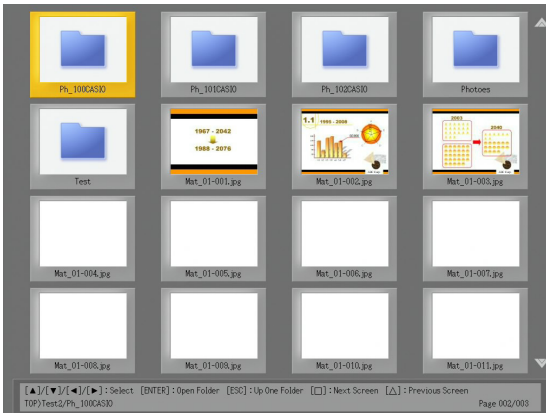 Ph_100CASIO
Ph_101CASIO
Ph_102CASIO
Photoes
Test
1967 - 2042
1988 - 2076
Mat_01-001.jpg
1.1
1990 - 2006
Mat_01-002.jpg
2003
2040
Mat_01-003.jpg
Mat_01-004.jpg
Mat_01-005.jpg
Mat_01-006.jpg
Mat_01-007.jpg
Mat_01-008.jpg
Mat_01-009.jpg
Mat_01-010.jpg
Mat_01-011.jpg
[▲]/[▼]/[◄]/[►]:Select [ENTER]:Open Folder [ESC]:Up One Folder [□]:Next Screen [△]:Previous Screen
TOP>Test2/Ph_100CASIO Page 002/003